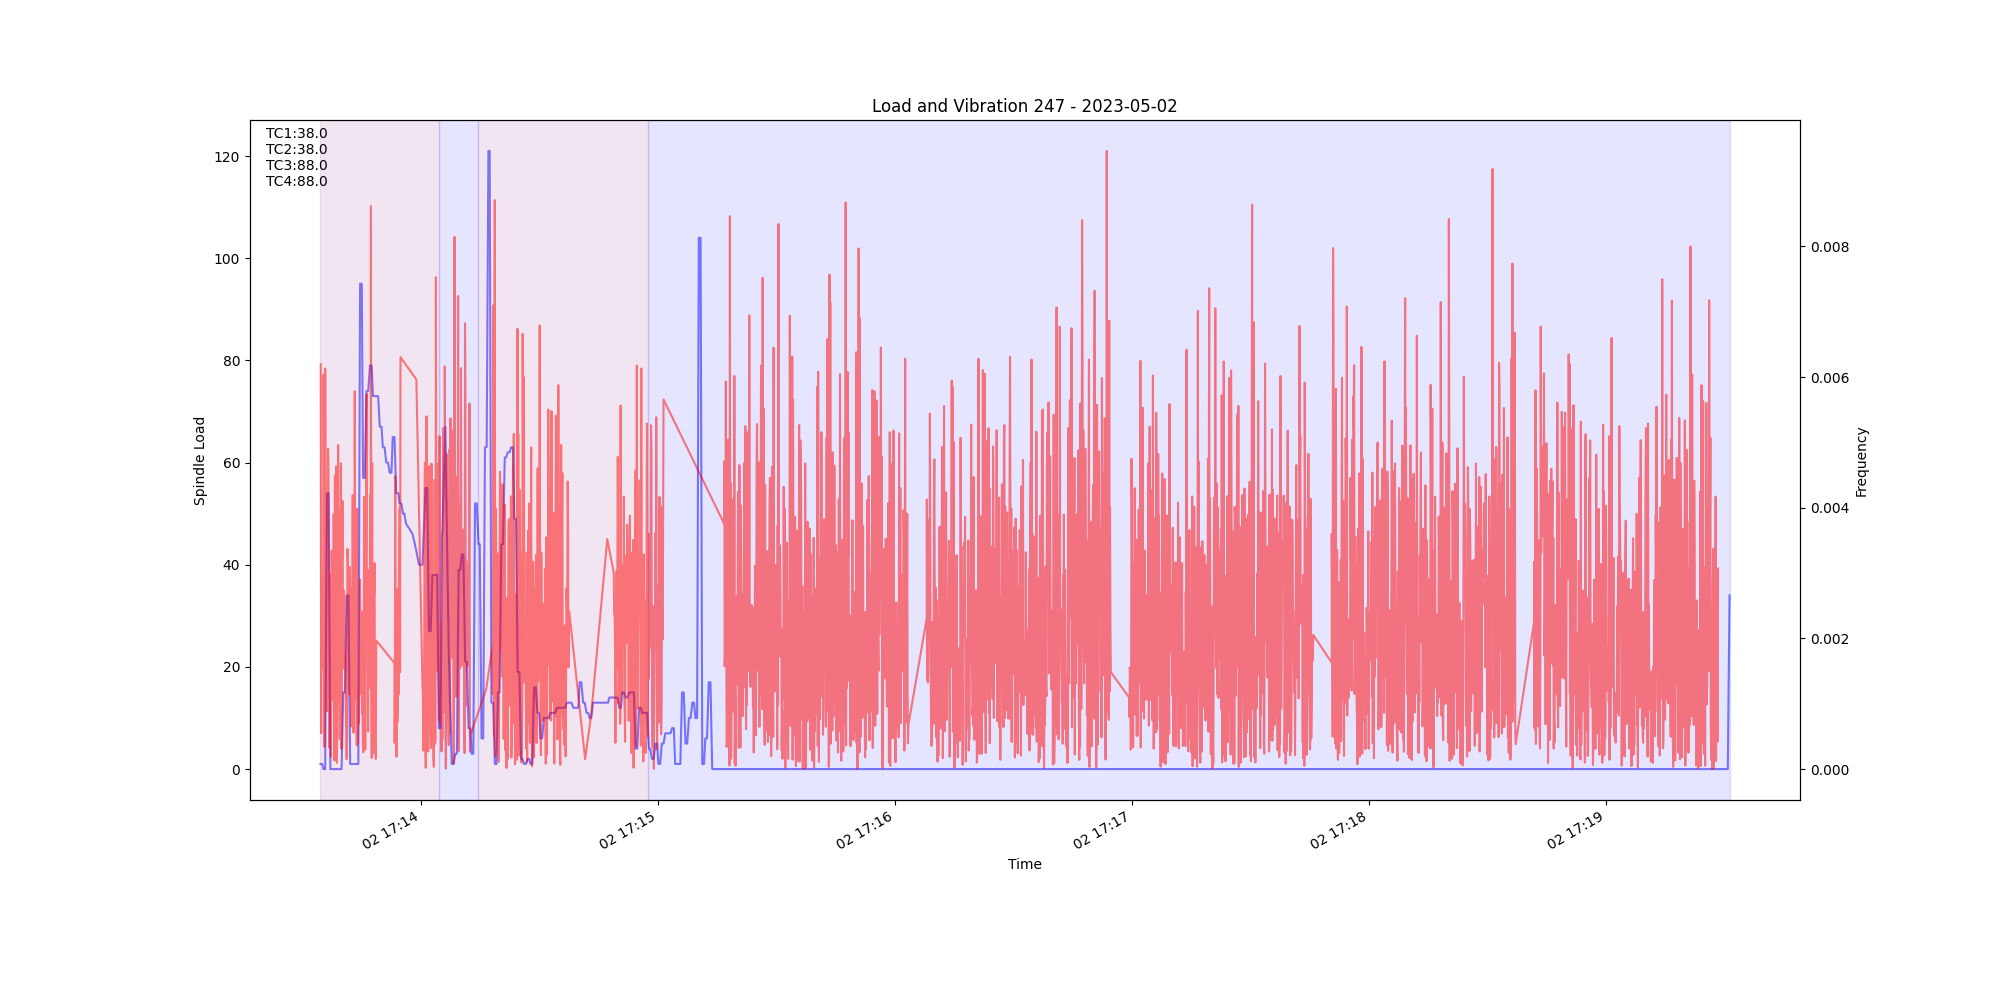 Load and Vibration 247 - 2023-05-02
TC1:38.0
TC2:38.0
TC3:88.0
TC4:88.0
120
100
80
60
40
20
0
Spindle Load
0.008
0.006
0.004
0.002
0.000
Frequency
02 17:14
02 17:15
02 17:16
02 17:17
02 17:18
02 17:19
Time